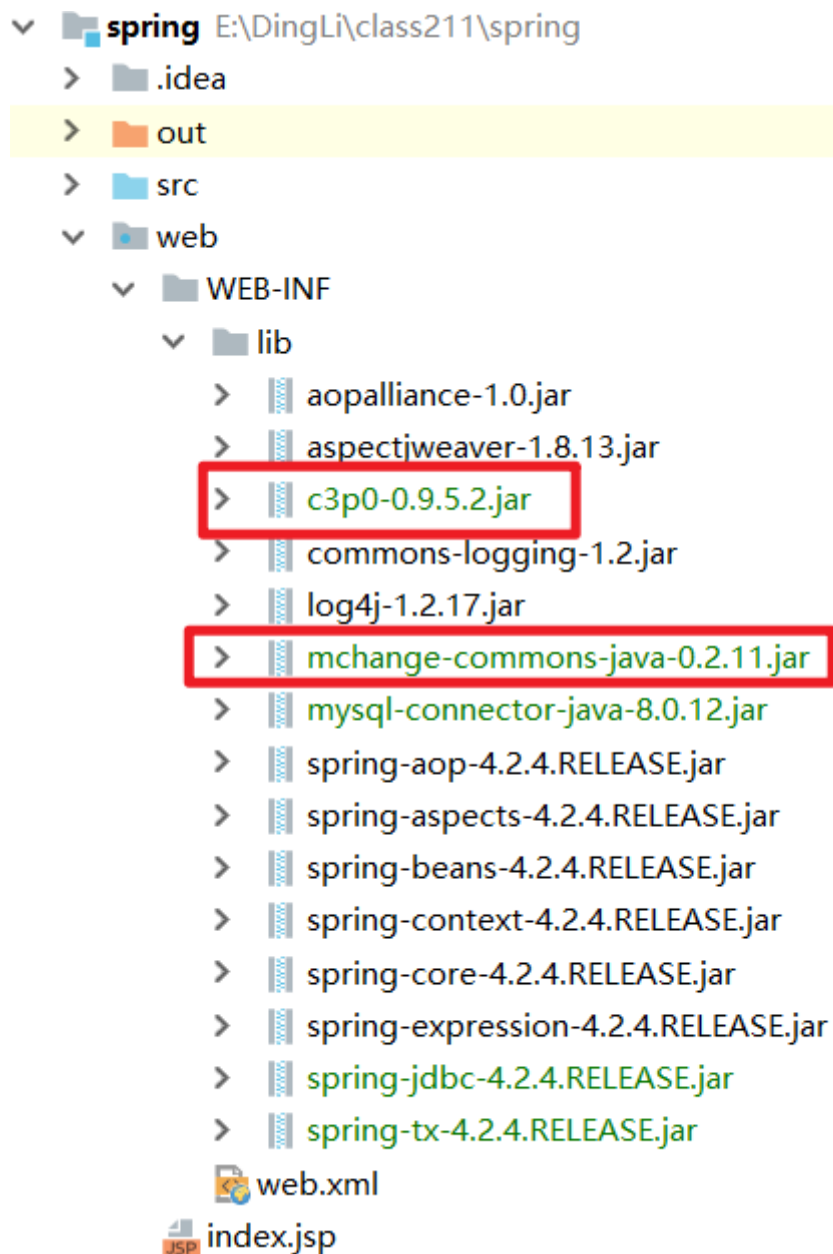 spring E:\DingLi\class211\spring
.idea
out
src
web
WEB-INF
lib
aopalliance-1.0.jar
aspectjweaver-1.8.13.jar
c3p0-0.9.5.2.jar
commons-logging-1.2.jar
log4j-1.2.17.jar
mchange-commons-java-0.2.11.jar
mysql-connector-java-8.0.12.jar
spring-aop-4.2.4.RELEASE.jar
spring-aspects-4.2.4.RELEASE.jar
spring-beans-4.2.4.RELEASE.jar
spring-context-4.2.4.RELEASE.jar
spring-core-4.2.4.RELEASE.jar
spring-expression-4.2.4.RELEASE.jar
spring-jdbc-4.2.4.RELEASE.jar
spring-tx-4.2.4.RELEASE.jar
web.xml
JSP index.jsp